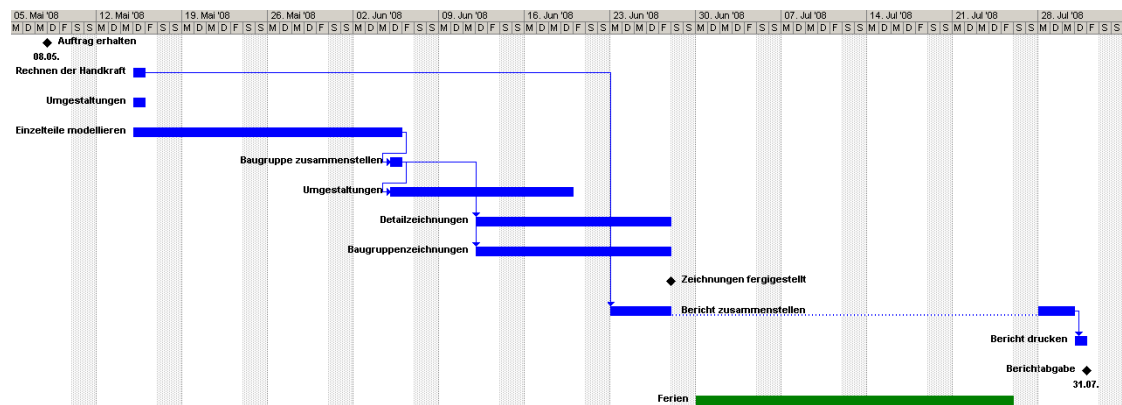 05. Mai '08 12. Mai '08 19. Mai '08 26. Mai '08 02. Jun '08 09. Jun '08 16. Jun '08 23. Jun '08 30. Jun '08 07. Jul '08 14. Jul '08 21. Jul '08 28. Jul '08
M D M D F S S M D M D F S S M D M D F S S M D M D F S S M D M D F S S M D M D F S S M D M D F S S M D M D F S S M D M D F S S M D M D F S S M D M D F S S M D M D F S S M D M D F S S
Auftrag erhalten
08.05.
Rechnen der Handkraft
Umgestaltungen
Einzelteile modellieren
Baugruppe zusammenstellen
Umgestaltungen
Detailzeichnungen
Baugruppenzeichnungen
Zeichnungen fergigestellt
Bericht zusammenstellen
Bericht drucken
Berichtabgabe
31.07.
Ferien